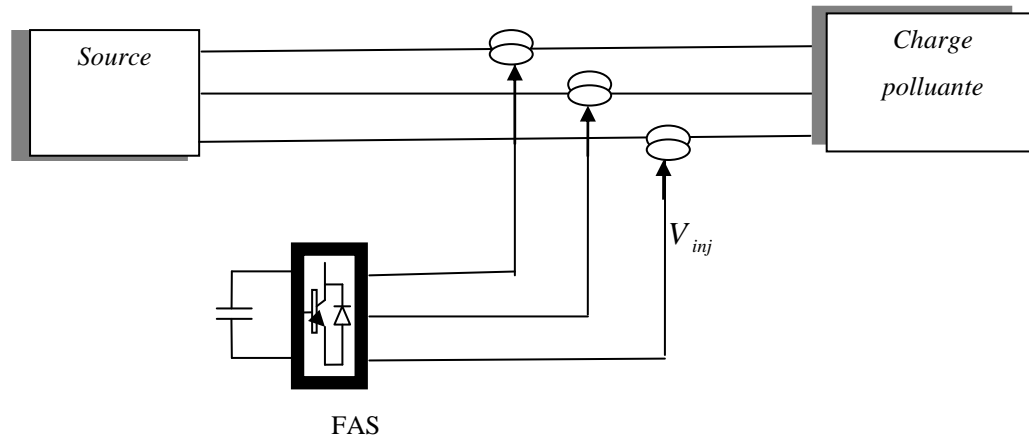 Source
Charge
polluante
V inj
FAS